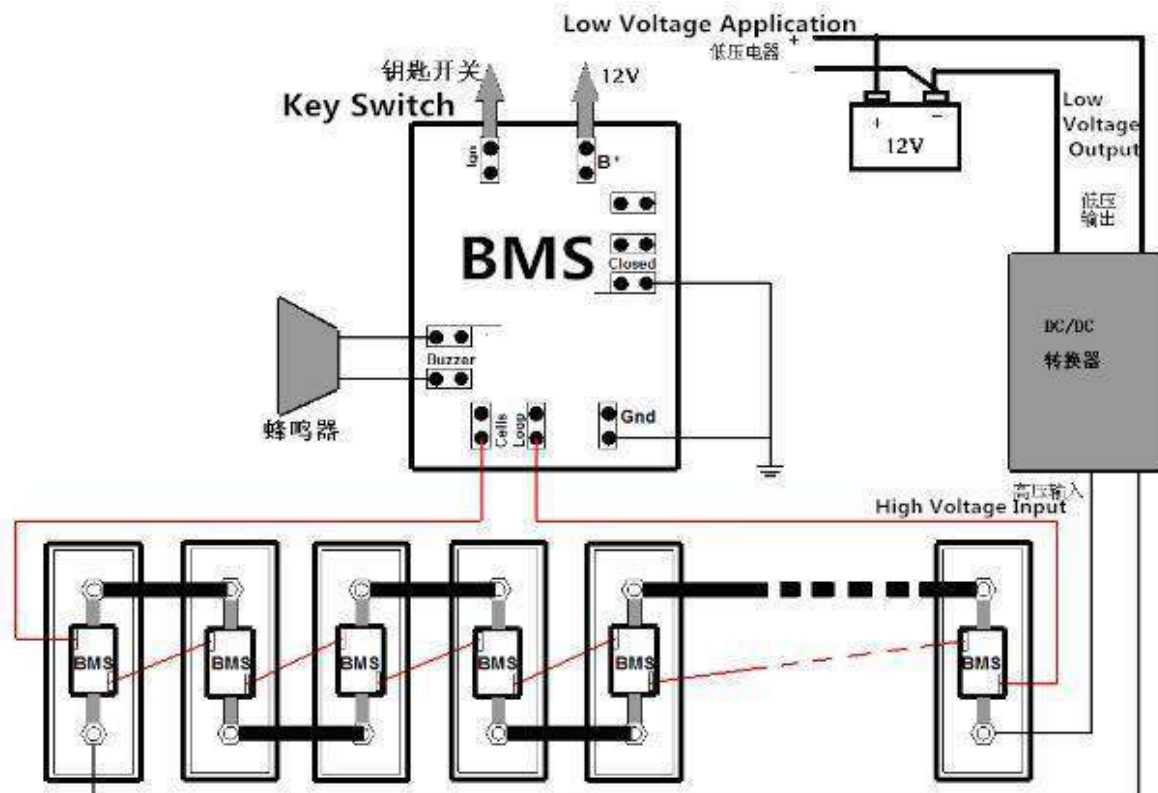 Low Voltage Application
低压电器
+
−
钥匙开关
Key Switch
12V
+ −
12V
Low
Voltage
Output
低压
输出
Ign
B+
BMS
Closed
DC/DC
转换器
Buzzer
蜂鸣器
Cells
Loop
Gnd
高压输入
High Voltage Input
BMS
BMS
BMS
BMS
BMS
BMS